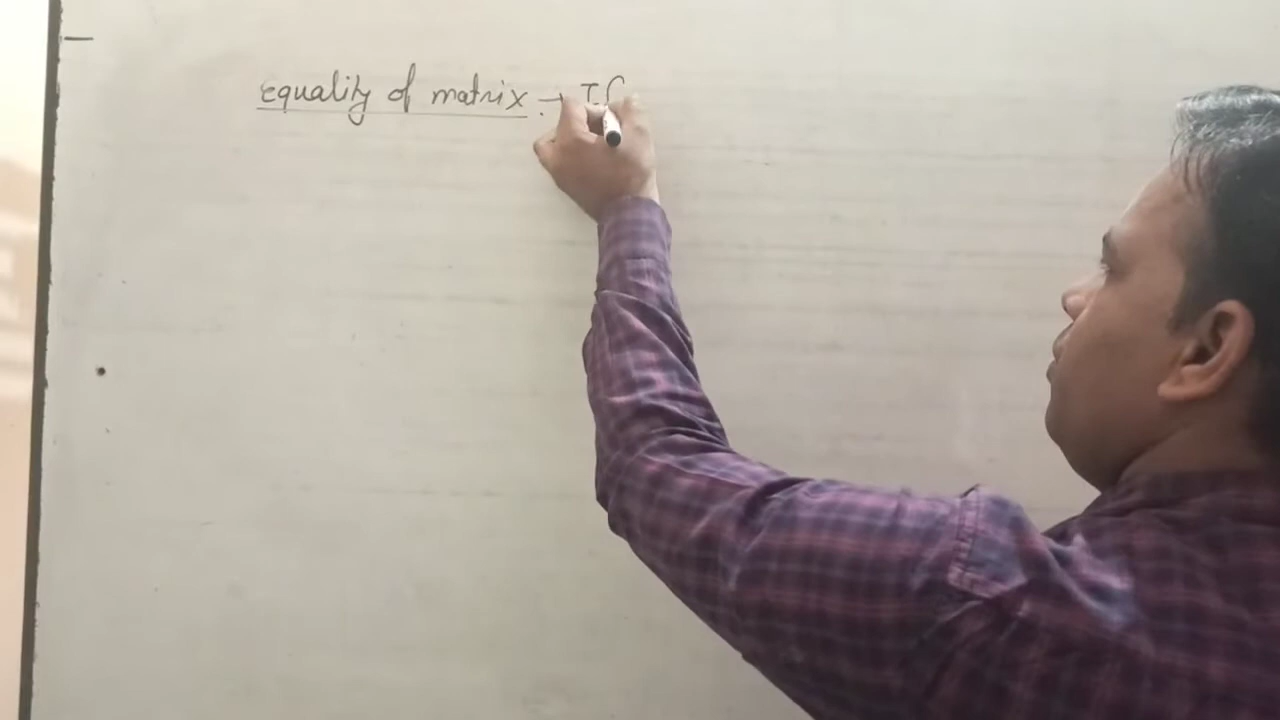 equality of matrix → If